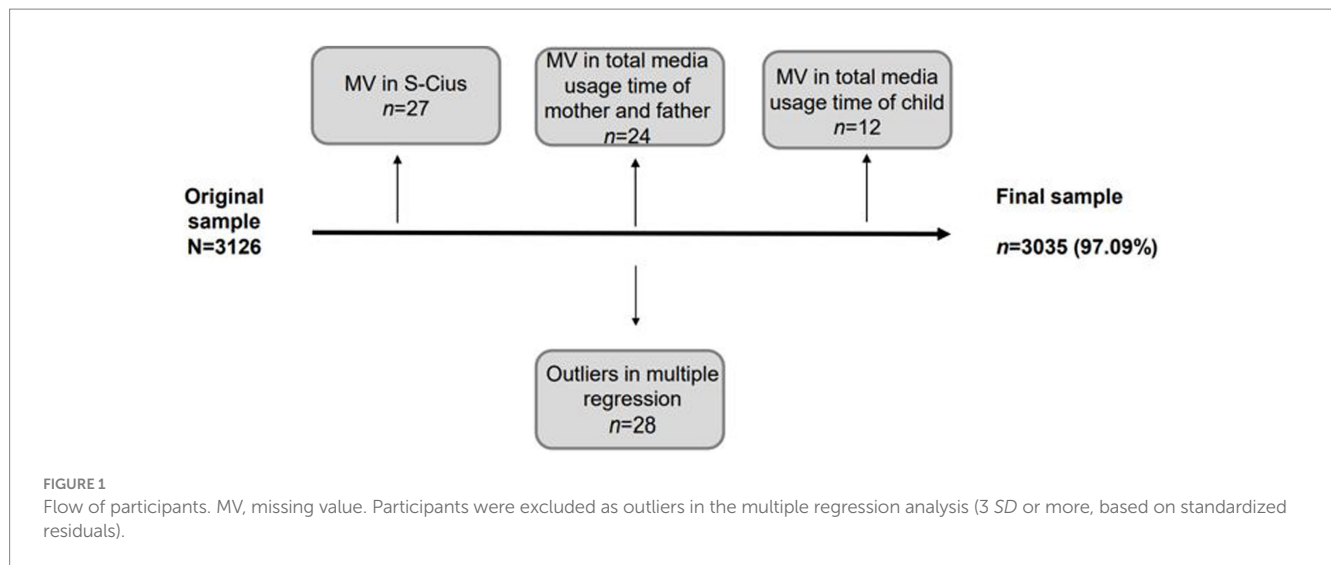 MV in S-Cius
n=27
MV in total media
usage time of
mother and father
n=24
MV in total media
usage time of child
n=12
Original
sample
N=3126
Final sample
n=3035 (97.09%)
Outliers in multiple
regression
n=28
FIGURE 1
Flow of participants. MV, missing value. Participants were excluded as outliers in the multiple regression analysis (3 SD or more, based on standardized
residuals).